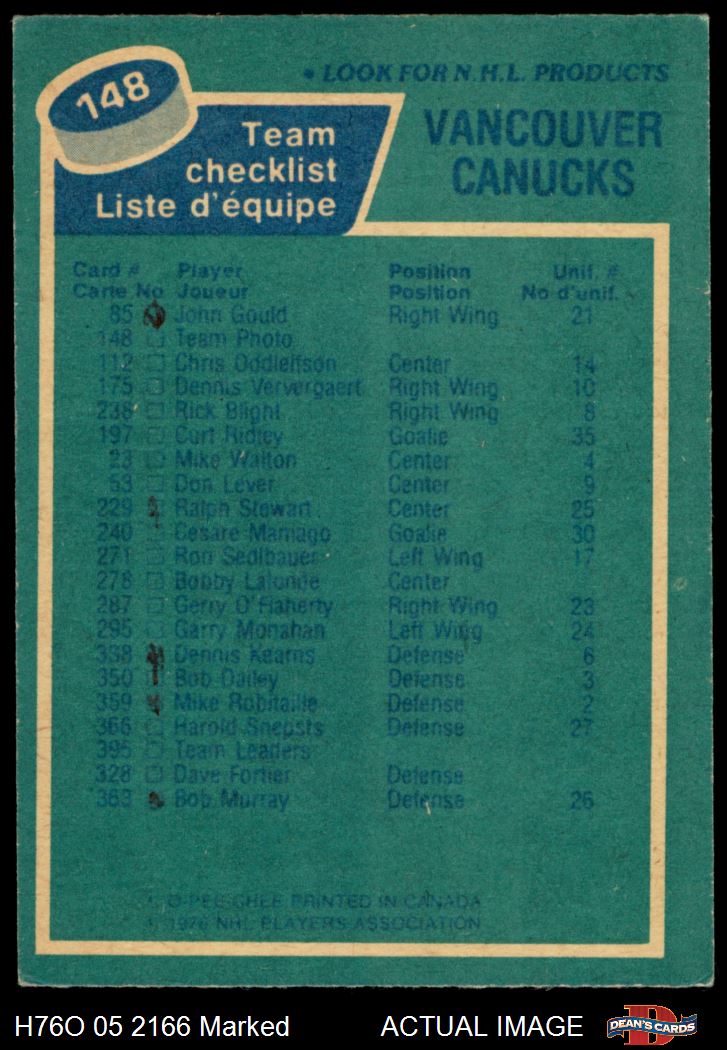 148
• LOOK FOR N.H.L. PRODUCTS
Team
checklist
Liste d'équipe
VANCOUVER
CANUCKS
Card # Player Position Unif. #
Carte No Joueur Position No d'unif.
85 John Gould Right Wing 21
148 Team Photo
112 Chris Oddleifson Center 14
175 Dennis Ververgaert Right Wing 10
238 Rick Blight Right Wing 8
197 Curt Ridley Goalie 35
23 Mike Walton Center 4
53 Don Lever Center 9
229 Ralph Stewart Center 25
240 Cesare Maniago Goalie 30
271 Ron Sedlbauer Left Wing 17
278 Bobby Lalonde Center
287 Gerry O'Flaherty Right Wing 23
295 Garry Monahan Left Wing 24
338 Dennis Kearns Defense 6
350 Bob Dailey Defense 3
359 Mike Robitaille Defense 2
366 Harold Snepsts Defense 27
395 Team Leaders
328 Dave Fortier Defense
363 Bob Murray Defense 26
O-PEE-CHEE PRINTED IN CANADA
1976 NHL PLAYERS ASSOCIATION
H76O 05 2166 Marked ACTUAL IMAGE
DEAN'S CARDS